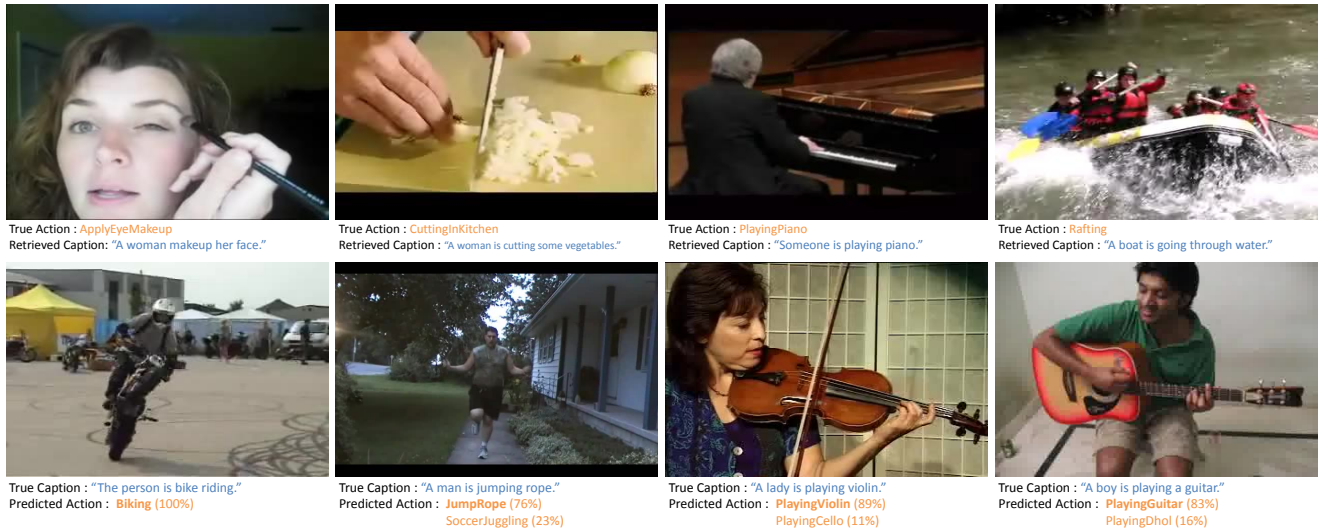 True Action : ApplyEyeMakeup
Retrieved Caption: “A woman makeup her face.”
True Action : CuttingInKitchen
Retrieved Caption : “A woman is cutting some vegetables.”
True Action : PlayingPiano
Retrieved Caption : “Someone is playing piano.”
True Action : Rafting
Retrieved Caption : “A boat is going through water.”
True Caption : “The person is bike riding.”
Predicted Action : Biking (100%)
True Caption : “A man is jumping rope.”
Predicted Action : JumpRope (76%)
SoccerJuggling (23%)
True Caption : “A lady is playing violin.”
Predicted Action : PlayingViolin (89%)
PlayingCello (11%)
True Caption : “A boy is playing a guitar.”
Predicted Action : PlayingGuitar (83%)
PlayingDhol (16%)